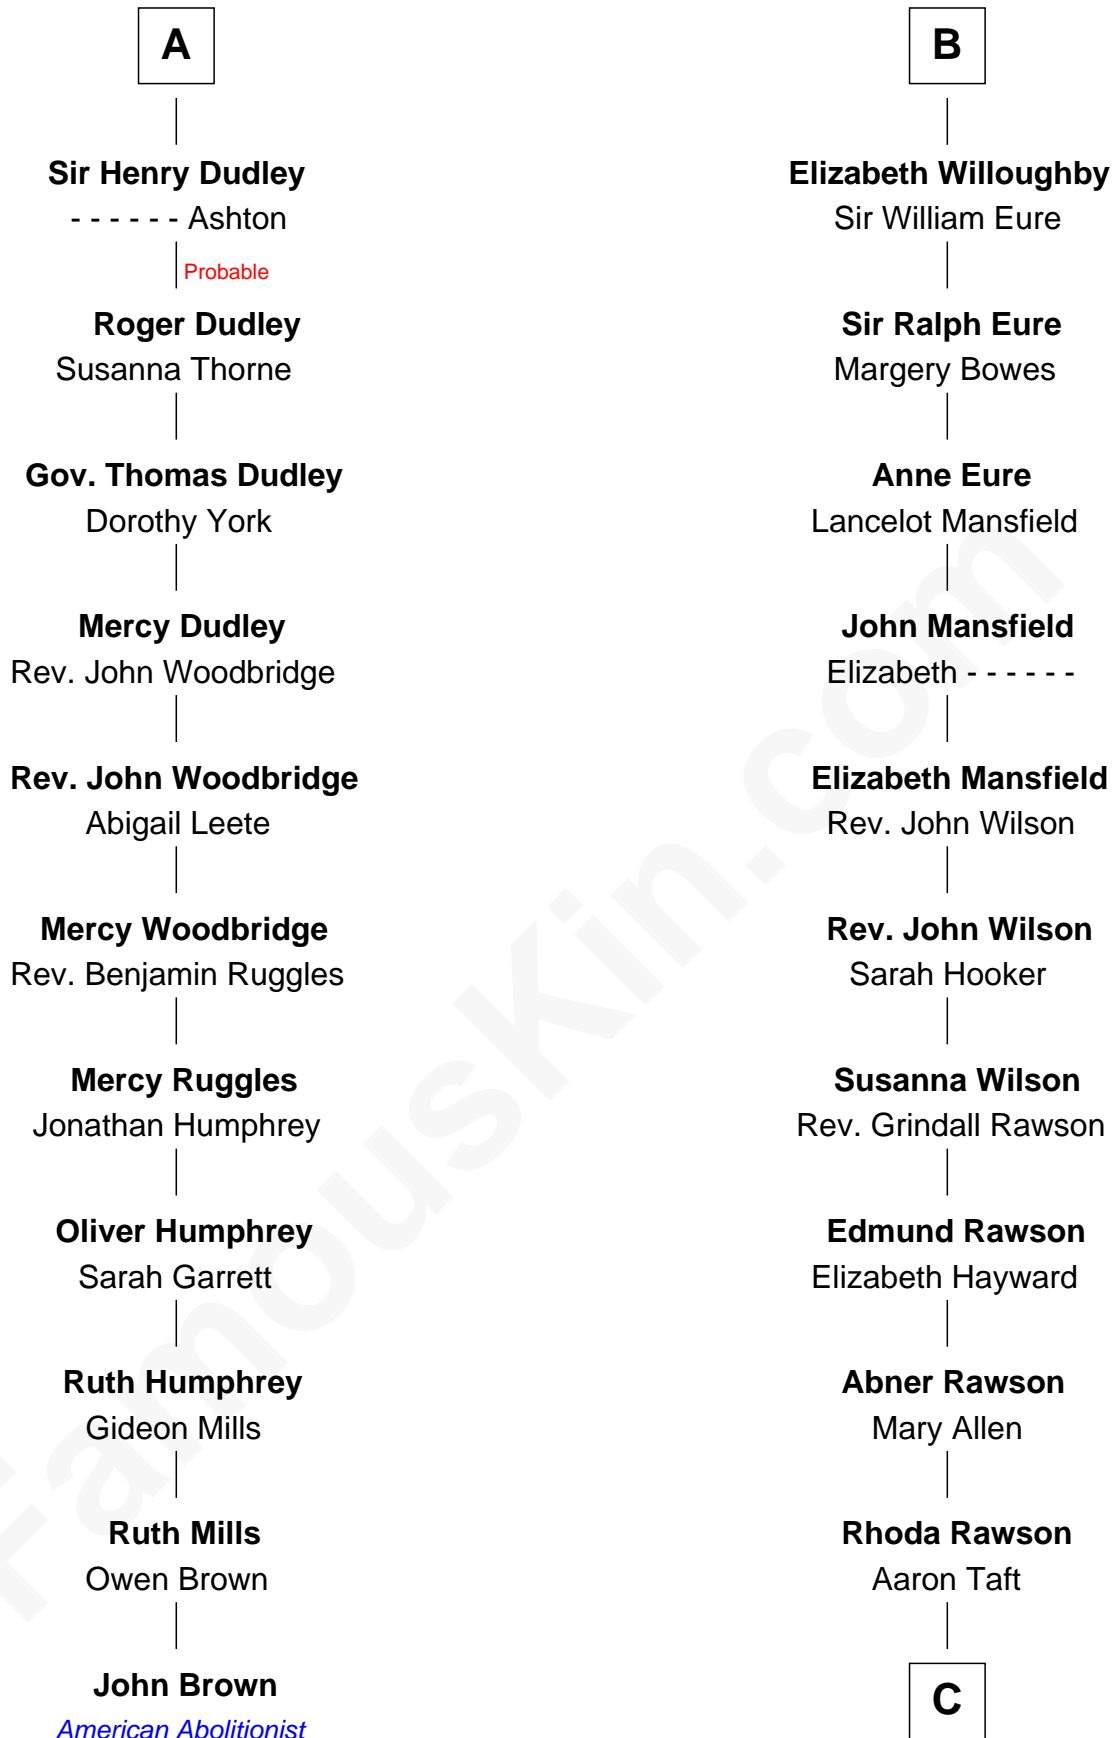 A
Sir Henry Dudley
- - - - - - Ashton
Probable
Roger Dudley
Susanna Thorne
Gov. Thomas Dudley
Dorothy York
Mercy Dudley
Rev. John Woodbridge
Rev. John Woodbridge
Abigail Leete
Mercy Woodbridge
Rev. Benjamin Ruggles
Mercy Ruggles
Jonathan Humphrey
Oliver Humphrey
Sarah Garrett
Ruth Humphrey
Gideon Mills
Ruth Mills
Owen Brown
John Brown
American Abolitionist
B
Elizabeth Willoughby
Sir William Eure
Sir Ralph Eure
Margery Bowes
Anne Eure
Lancelot Mansfield
John Mansfield
Elizabeth - - - - - -
Elizabeth Mansfield
Rev. John Wilson
Rev. John Wilson
Sarah Hooker
Susanna Wilson
Rev. Grindall Rawson
Edmund Rawson
Elizabeth Hayward
Abner Rawson
Mary Allen
Rhoda Rawson
Aaron Taft
C
FamousKin.com